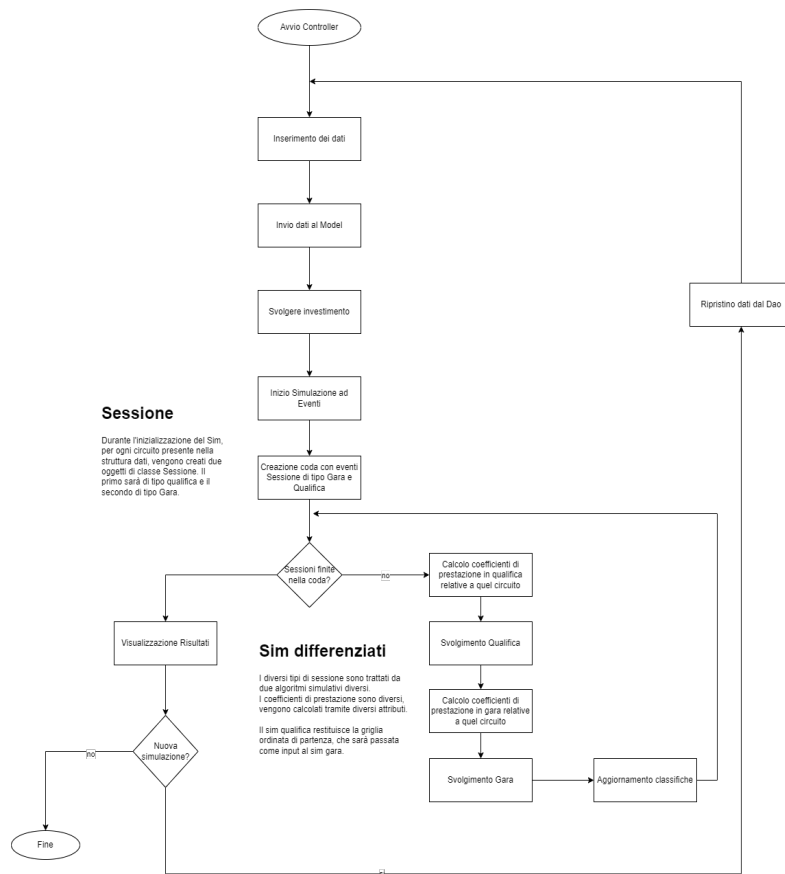 Avvio Controller
Inserimento dei dati
Invio dati al Model
Ripristino dati dal Dao
Svolgere investimento
Inizio Simulazione ad
Eventi
Sessione
Durante l'Inizializzazione del Sim,
per ogni circuito presente nella
struttura dati, vengono creati due
oggetti di classe Sessione. Il
primo sará di tipo qualifica e il
secondo di tipo Gara.
Creazione coda con eventi
Sessione di tipo Gara e
Qualifica
Sessioni finite
nella coda?
no
Calcolo coefficienti di
prestazione in qualifica
relative a quel circuito
Visualizzazione Risultati
Svolgimento Qualifica
Sim differenziati
I diversi tipi di sessione sono trattati da
due algoritmi simulativi diversi.
I coefficienti di prestazione sono diversi,
vengono calcolati tramite diversi attributi.
Il sim qualifica restituisce la griglia
ordinata di partenza, che sará passata
come input al sim gara.
Calcolo coefficienti di
prestazione in gara relative
a quel circuito
Nuova
simulazione?
no
Svolgimento Gara
Aggiornamento classifiche
Fine